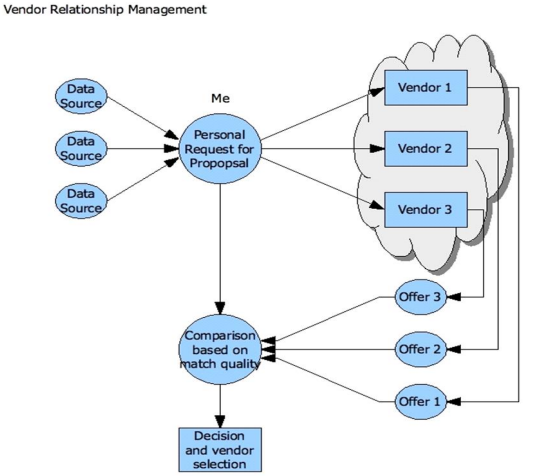 Vendor Relationship Management
Data
Source
Data
Source
Data
Source
Me
Personal
Request for
Propopsal
Vendor 1
Vendor 2
Vendor 3
Offer 3
Offer 2
Offer 1
Comparison
based on
match quality
Decision
and vendor
selection